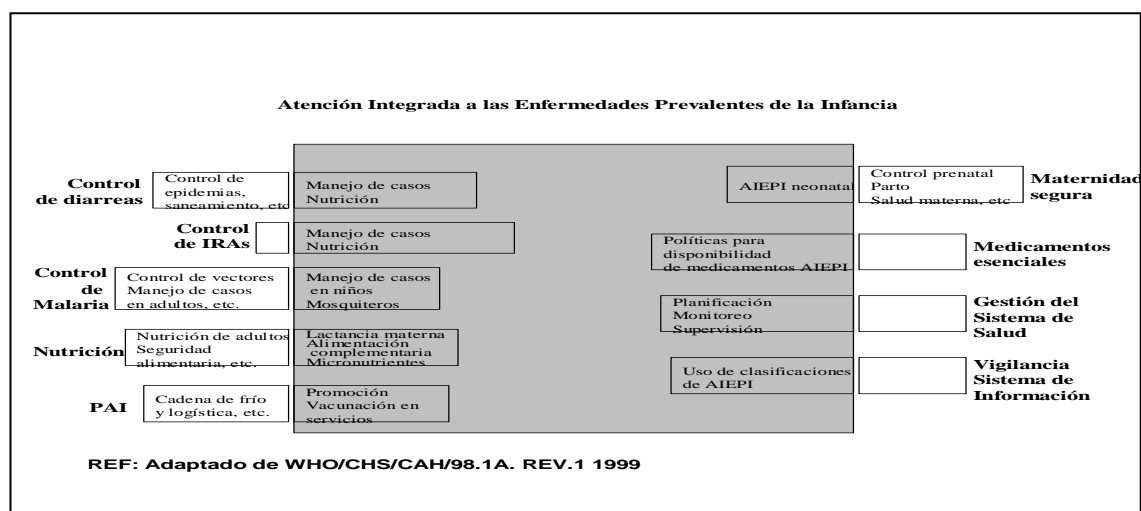 Atención Integrada a las Enfermedades Prevalentes de la Infancia
Control
de diarreas
Control de
epidemias,
saneamiento, etc
Manejo de casos
Nutrición
AIEPI neonatal
Control prenatal
Parto
Salud materna, etc
Maternidad
segura
Control
de IRAs
Manejo de casos
Nutrición
Políticas para
disponibilidad
de medicamentos AIEPI
Medicamentos
esenciales
Control
de
Malaria
Control de vectores
Manejo de casos
en adultos, etc.
Manejo de casos
en niños
Mosquiteros
Planificación
Monitoreo
Supervisión
Gestión del
Sistema de
Salud
Nutrición
Nutrición de adultos
Seguridad
alimentaria, etc.
Lactancia materna
Alimentación
complementaria
Micronutrientes
Uso de clasificaciones
de AIEPI
Vigilancia
Sistema de
Información
PAI
Cadena de frío
y logística, etc.
Promoción
Vacunación en
servicios
REF: Adaptado de WHO/CHS/CAH/98.1A. REV.1 1999